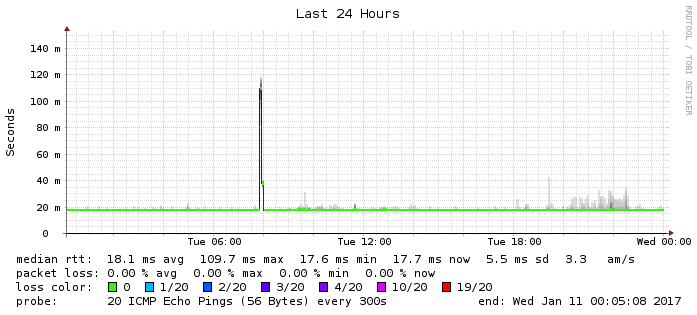 Last 24 Hours
RRDTOOL / TOBI OETIKER
Seconds
140 m
120 m
100 m
80 m
60 m
40 m
20 m
0
Tue 06:00 Tue 12:00 Tue 18:00 Wed 00:00
median rtt: 18.1 ms avg 109.7 ms max 17.6 ms min 17.7 ms now 5.5 ms sd 3.3 am/s
packet loss: 0.00 % avg 0.00 % max 0.00 % min 0.00 % now
loss color: 0 1/20 2/20 3/20 4/20 10/20 19/20
probe: 20 ICMP Echo Pings (56 Bytes) every 300s end: Wed Jan 11 00:05:08 2017